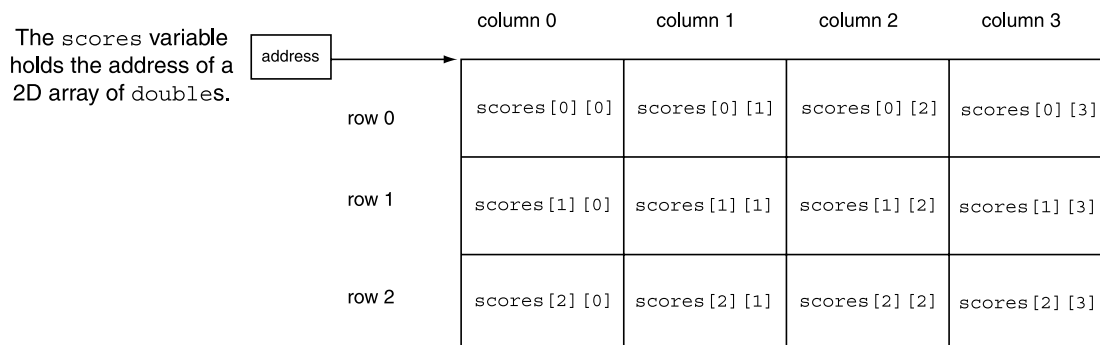 column 0 column 1 column 2 column 3
The scores variable
holds the address of a
2D array of doubles.
address
row 0 scores[0][0] scores[0][1] scores[0][2] scores[0][3]
row 1 scores[1][0] scores[1][1] scores[1][2] scores[1][3]
row 2 scores[2][0] scores[2][1] scores[2][2] scores[2][3]